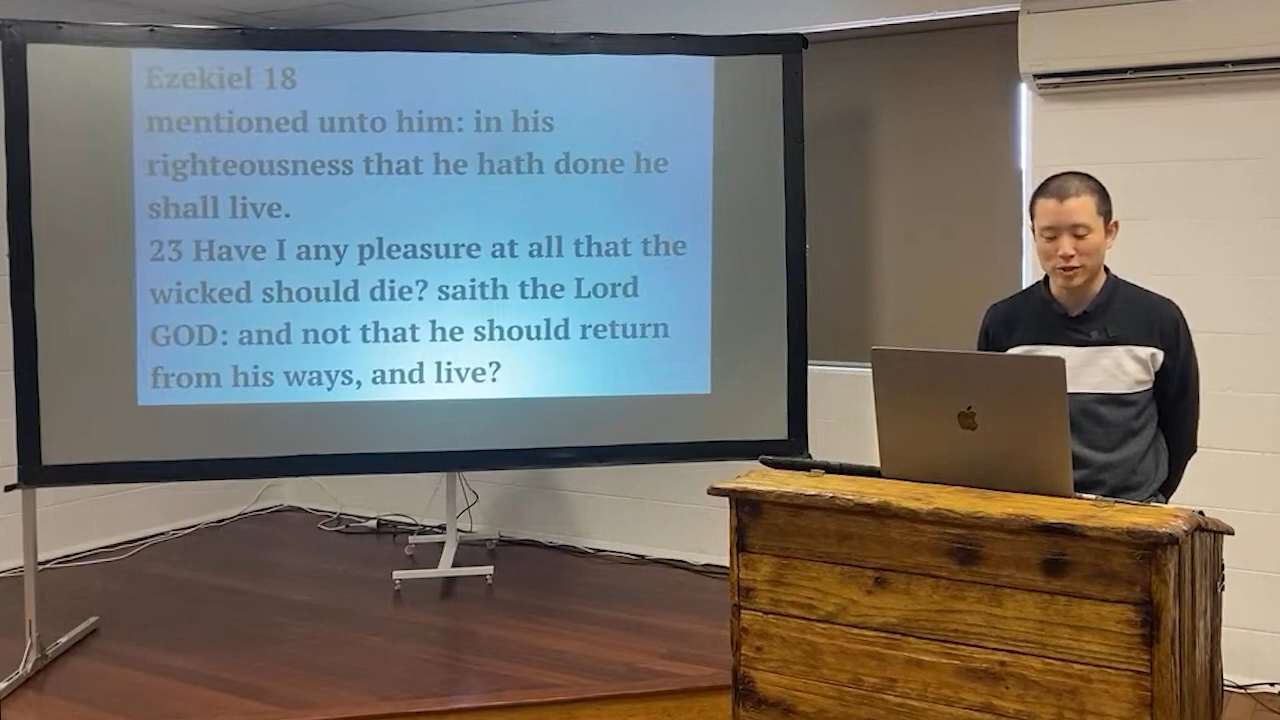 Ezekiel 18
mentioned unto him: in his
righteousness that he hath done he
shall live.
23 Have I any pleasure at all that the
wicked should die? saith the Lord
GOD: and not that he should return
from his ways, and live?